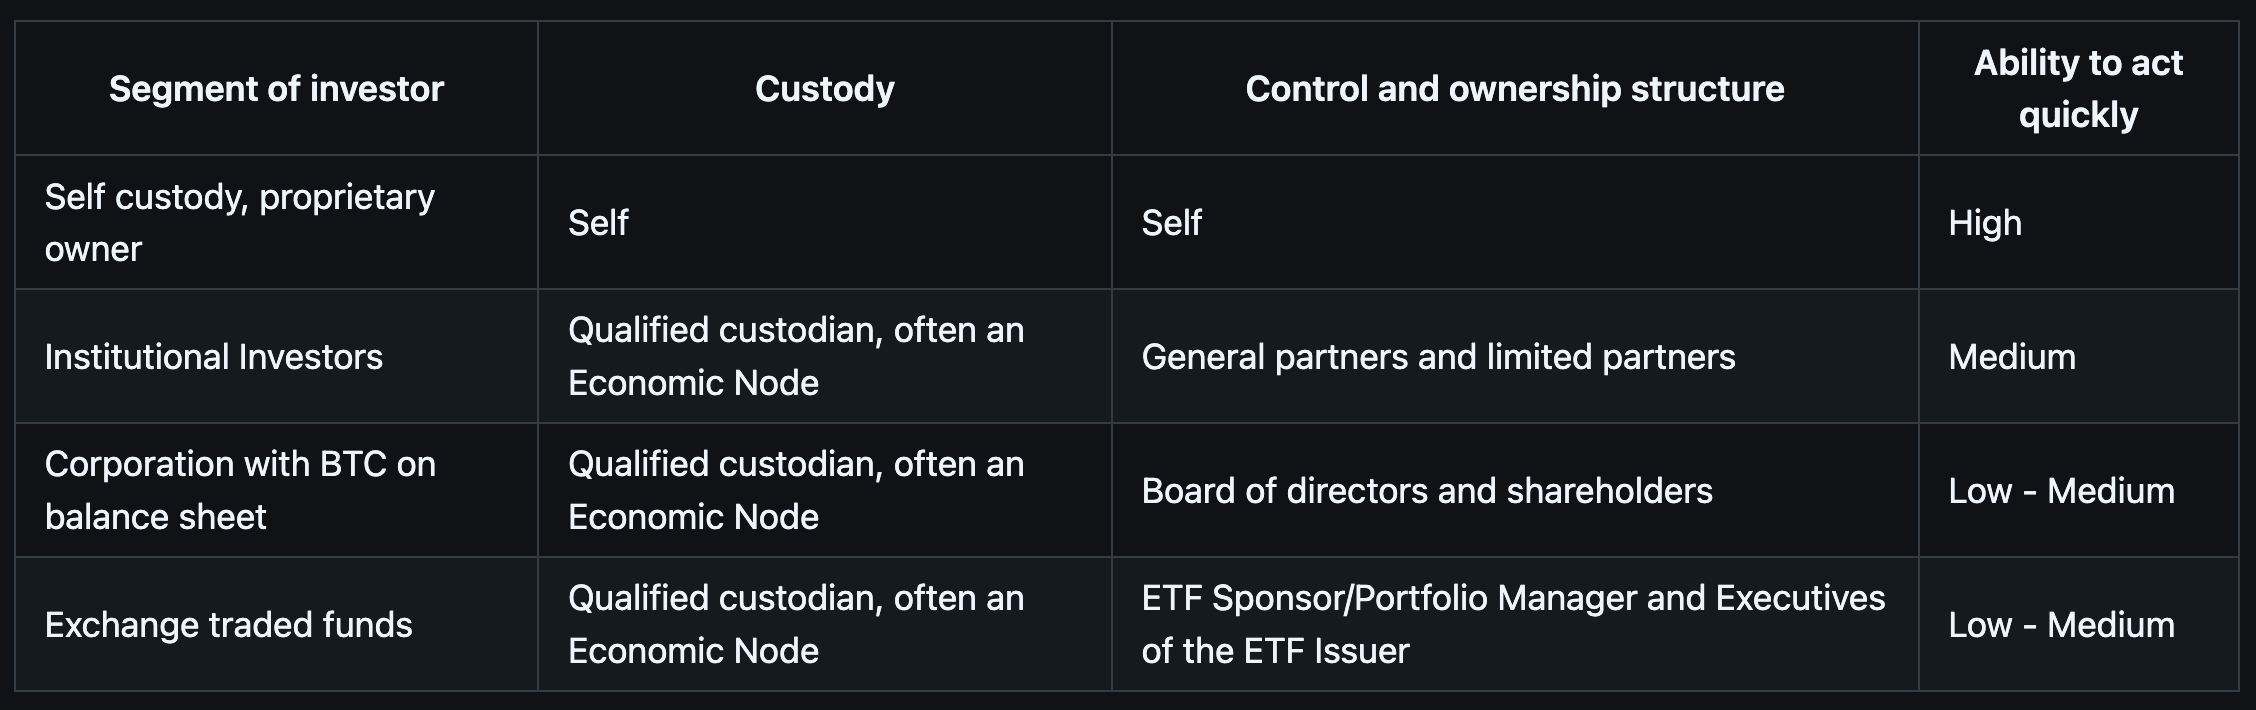 Segment of investor
Custody
Control and ownership structure
Ability to act
quickly
Self custody, proprietary
owner
Self
Self
High
Institutional Investors
Qualified custodian, often an
Economic Node
General partners and limited partners
Medium
Corporation with BTC on
balance sheet
Qualified custodian, often an
Economic Node
Board of directors and shareholders
Low - Medium
Exchange traded funds
Qualified custodian, often an
Economic Node
ETF Sponsor/Portfolio Manager and Executives
of the ETF Issuer
Low - Medium